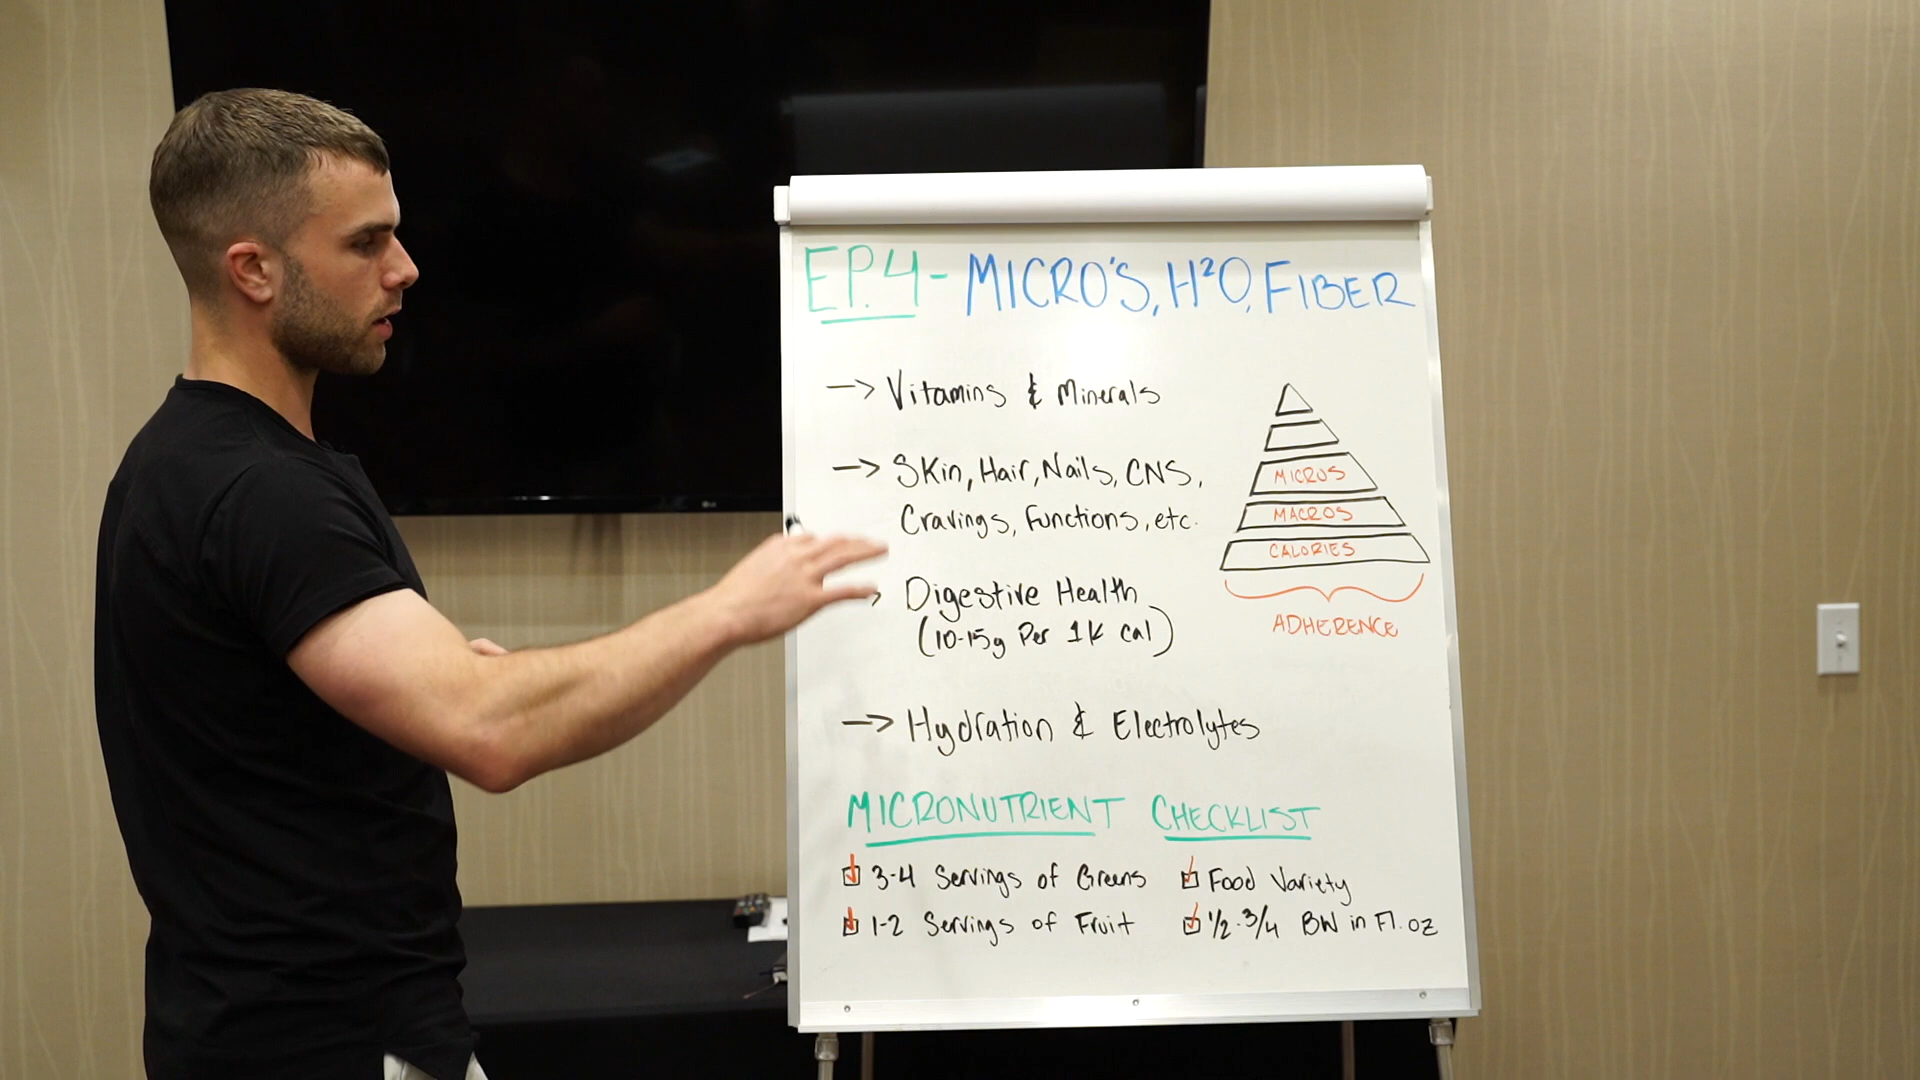 EP.4 - MICRO'S, H²O, FIBER
→ Vitamins & Minerals
→ Skin, Hair, Nails, CNS,
Cravings, Functions, etc.
Digestive Health
(10-15g Per 1K cal)
→ Hydration & Electrolytes
MICROS
MACROS
CALORIES
ADHERENCE
MICRONUTRIENT CHECKLIST
☑ 3-4 Servings of Greens
☑ 1-2 Servings of Fruit
☑ Food Variety
☑ 1/2-3/4 BW in Fl. oz
LG